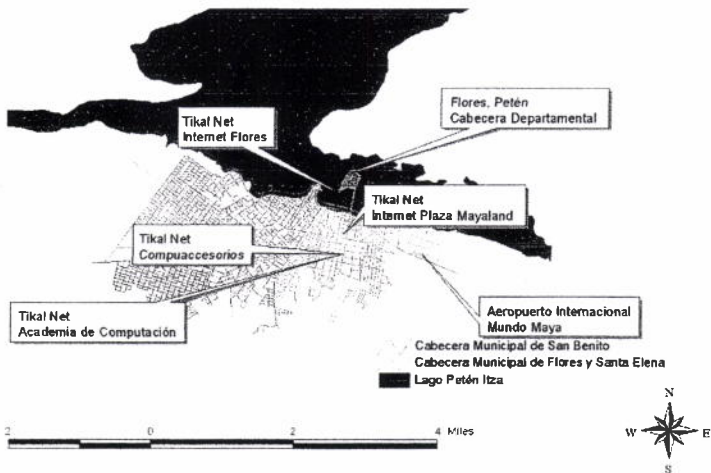 Flores, Petén
Cabecera Departamental
Tikal Net
Internet Flores
Tikal Net
Internet Plaza Mayaland
Tikal Net
Compuaccesorios
Tikal Net
Academia de Computación
Aeropuerto Internacional
Mundo Maya
Cabecera Municipal de San Benito
Cabecera Municipal de Flores y Santa Elena
Lago Petén Itza
2 0 2 4 Miles
N
W E
S